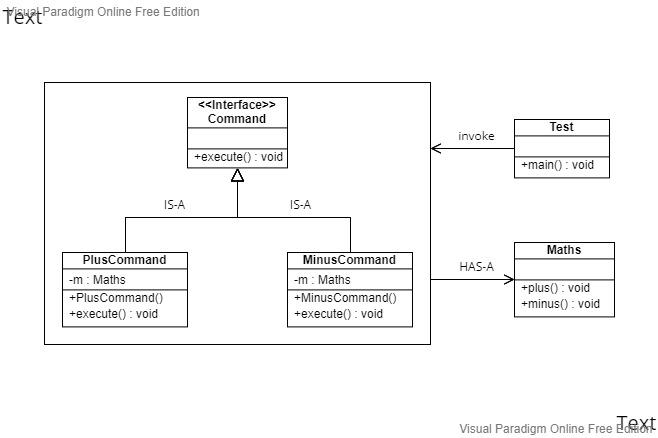 Visual Paradigm Online Free Edition
Text
<<Interface>>
Command
+execute() : void
IS-A
IS-A
PlusCommand
-m : Maths
+PlusCommand()
+execute() : void
MinusCommand
-m : Maths
+MinusCommand()
+execute() : void
invoke
Test
+main() : void
HAS-A
Maths
+plus() : void
+minus() : void
Text
Visual Paradigm Online Free Edition